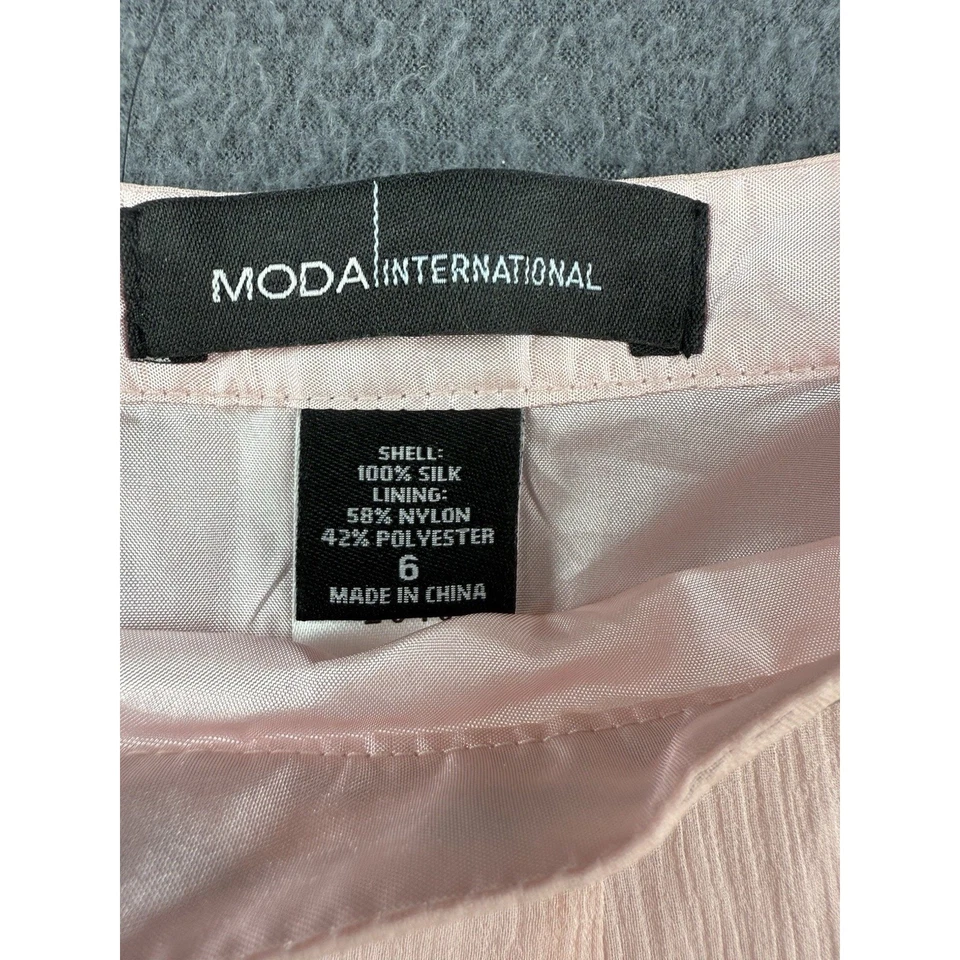 MODA INTERNATIONAL
SHELL:
100% SILK
LINING:
58% NYLON
42% POLYESTER
6
MADE IN CHINA